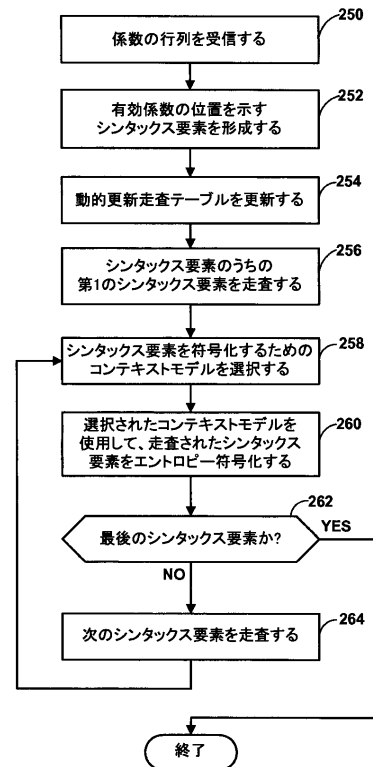 250
係数の行列を受信する
252
有効係数の位置を示す
シンタックス要素を形成する
254
動的更新走査テーブルを更新する
256
シンタックス要素のうちの
第1のシンタックス要素を走査する
258
シンタックス要素を符号化するための
コンテキストモデルを選択する
260
選択されたコンテキストモデルを
使用して、走査されたシンタックス
要素をエントロピー符号化する
262
最後のシンタックス要素か?
YES
NO
264
次のシンタックス要素を走査する
終了